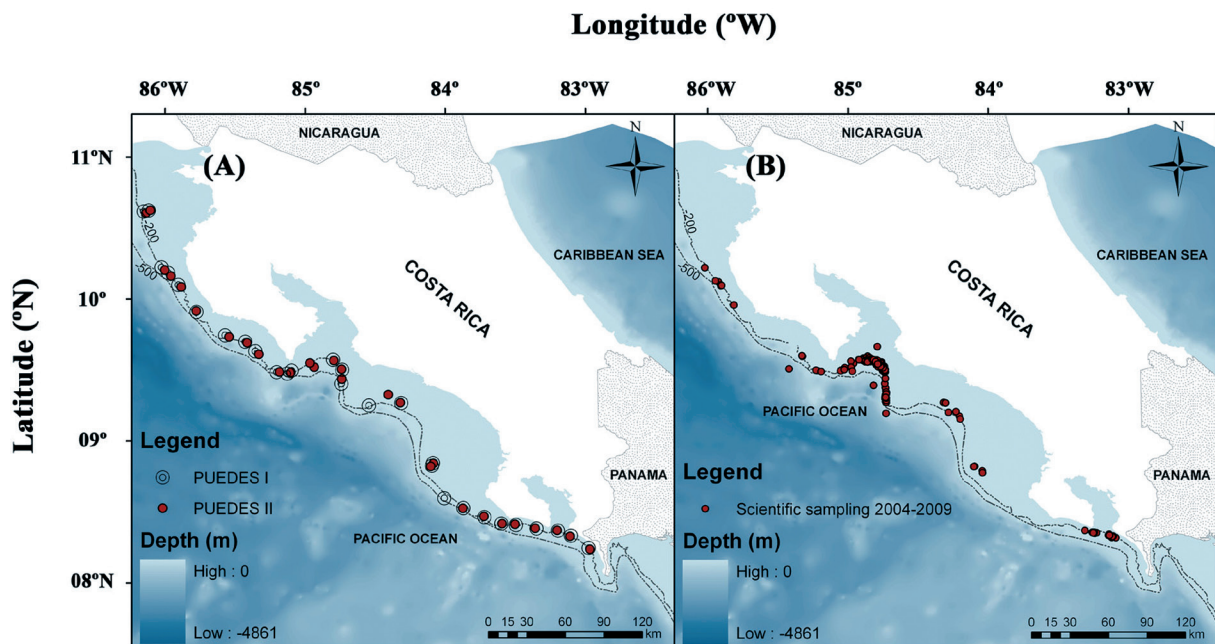 Longitude (ºW)
86ºW 85º 84º 83ºW 86ºW 85º 84º 83ºW
Latitude (ºN)
11ºN
10º
09º
08ºN
(A)
NICARAGUA
N
CARIBBEAN SEA
COSTA RICA
PANAMA
PACIFIC OCEAN
-200
-500
Legend
PUEDES I
PUEDES II
Depth (m)
High : 0
Low : -4861
0 15 30 60 90 120
km
(B)
NICARAGUA
N
CARIBBEAN SEA
COSTA RICA
PANAMA
PACIFIC OCEAN
-200
-500
Legend
Scientific sampling 2004-2009
Depth (m)
High : 0
Low : -4861
0 15 30 60 90 120
km